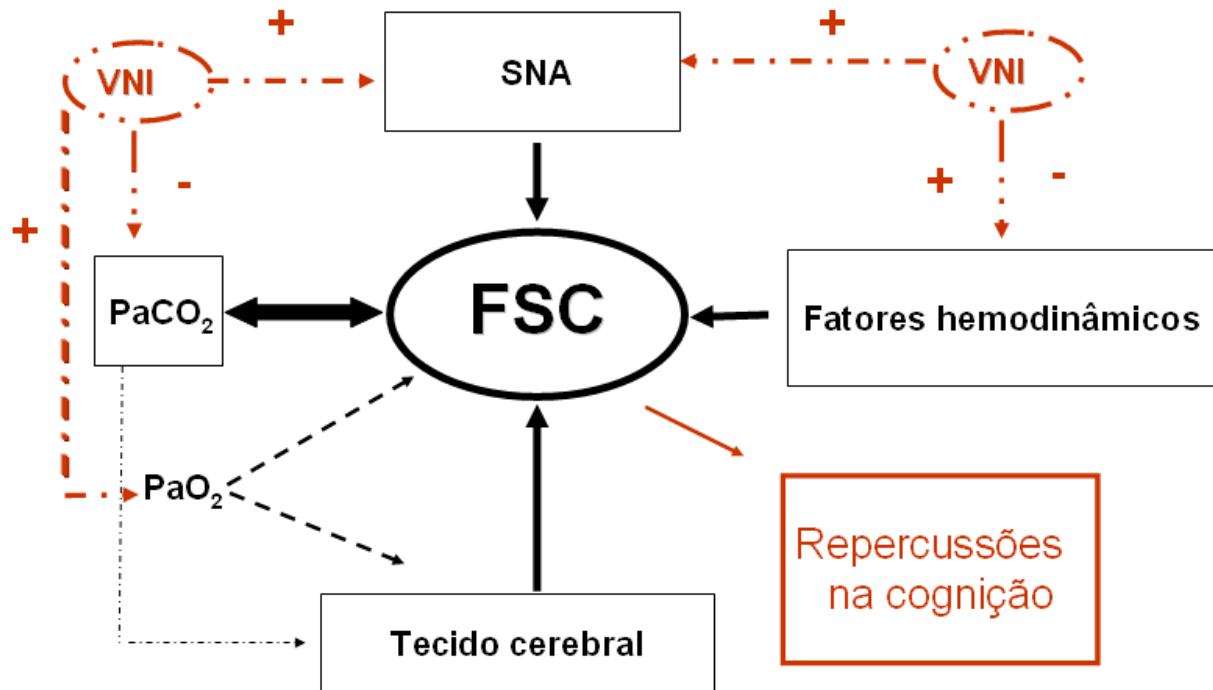 +
+
VNI
SNA
VNI
-
+
-
+
PaCO₂
FSC
Fatores hemodinâmicos
PaO₂
Repercussões
na cognição
Tecido cerebral